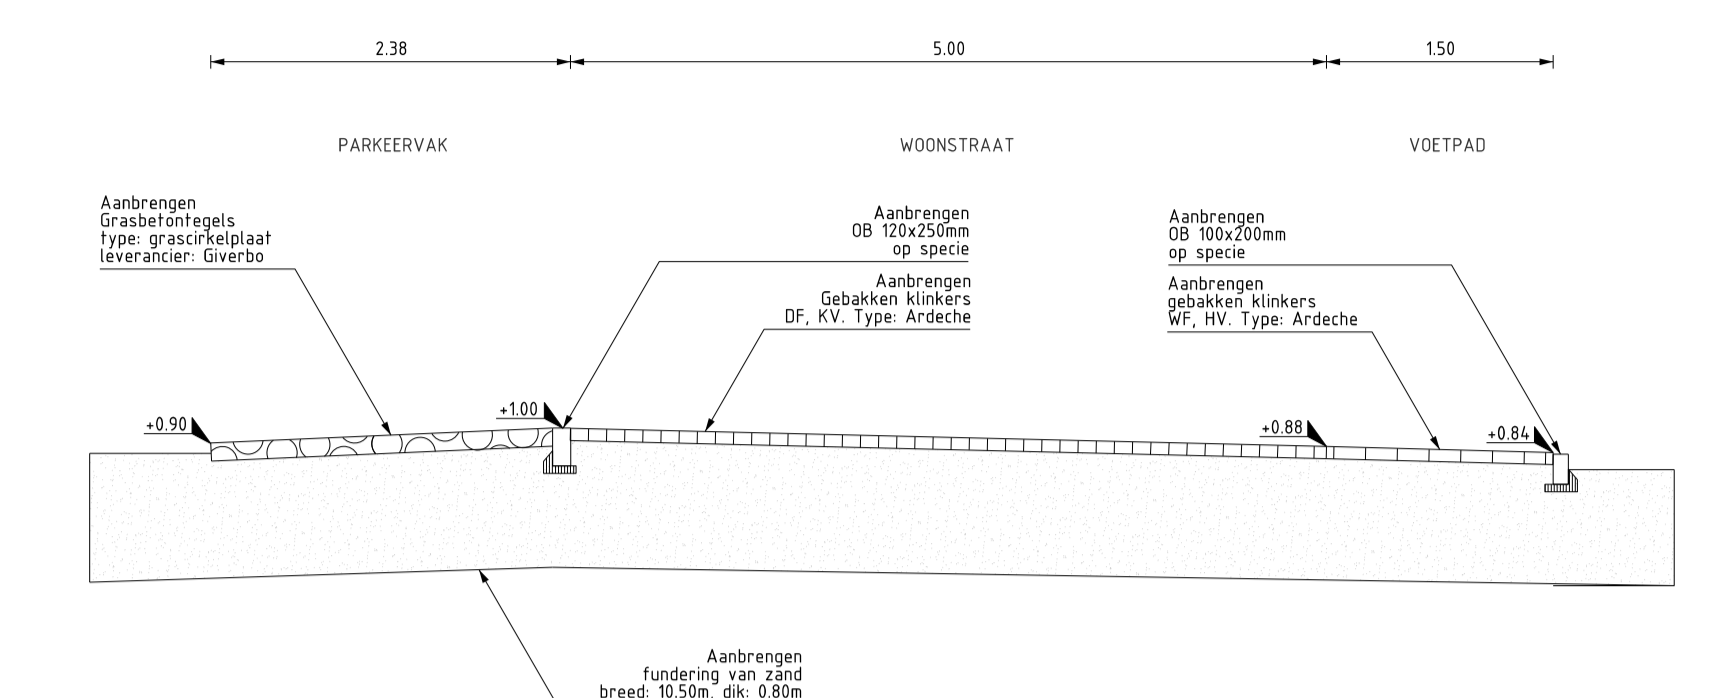 2.38
5.00
1.50
PARKEERVAK
WOONSTRAAT
VOETPAD
Aanbrengen
Grasbetontegels
type: grascirkelplaat
leverancier: Giverbo
Aanbrengen
OB 120x250mm
op specie
Aanbrengen
Gebakken klinkers
DF, KV. Type: Ardeche
Aanbrengen
OB 100x200mm
op specie
Aanbrengen
gebakken klinkers
WF, HV. Type: Ardeche
+0.90
+1.00
+0.88
+0.84
Aanbrengen
fundering van zand
breed: 10.50m, dik: 0.80m